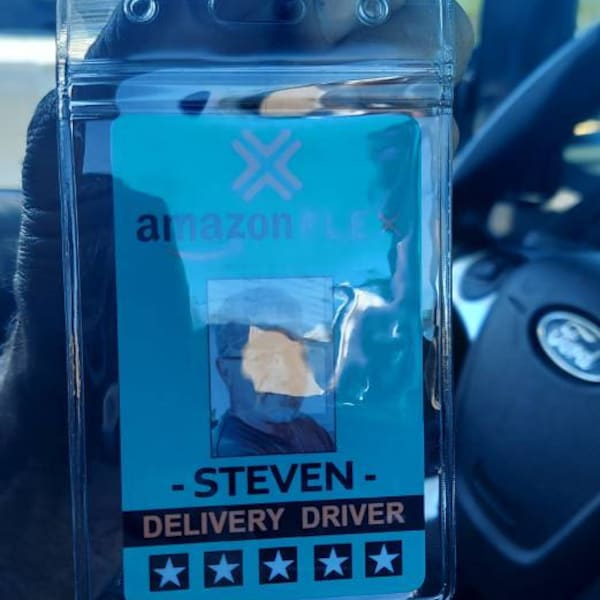 amazon FLEX
- STEVEN -
DELIVERY DRIVER
Ford